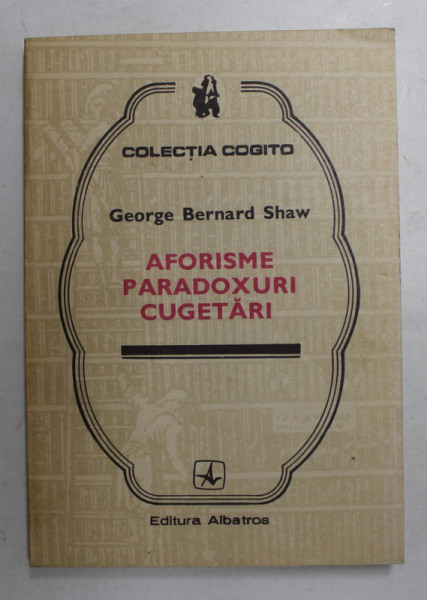 COLECȚIA COGITO
George Bernard Shaw
AFORISME
PARADOXURI
CUGETĂRI
Editura Albatros